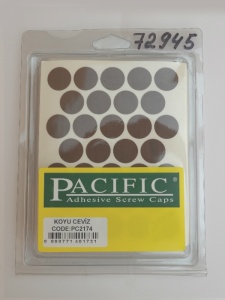 72945
PACIFIC®
Adhesive Screw Caps
KOYU CEVİZ
CODE:PC2174